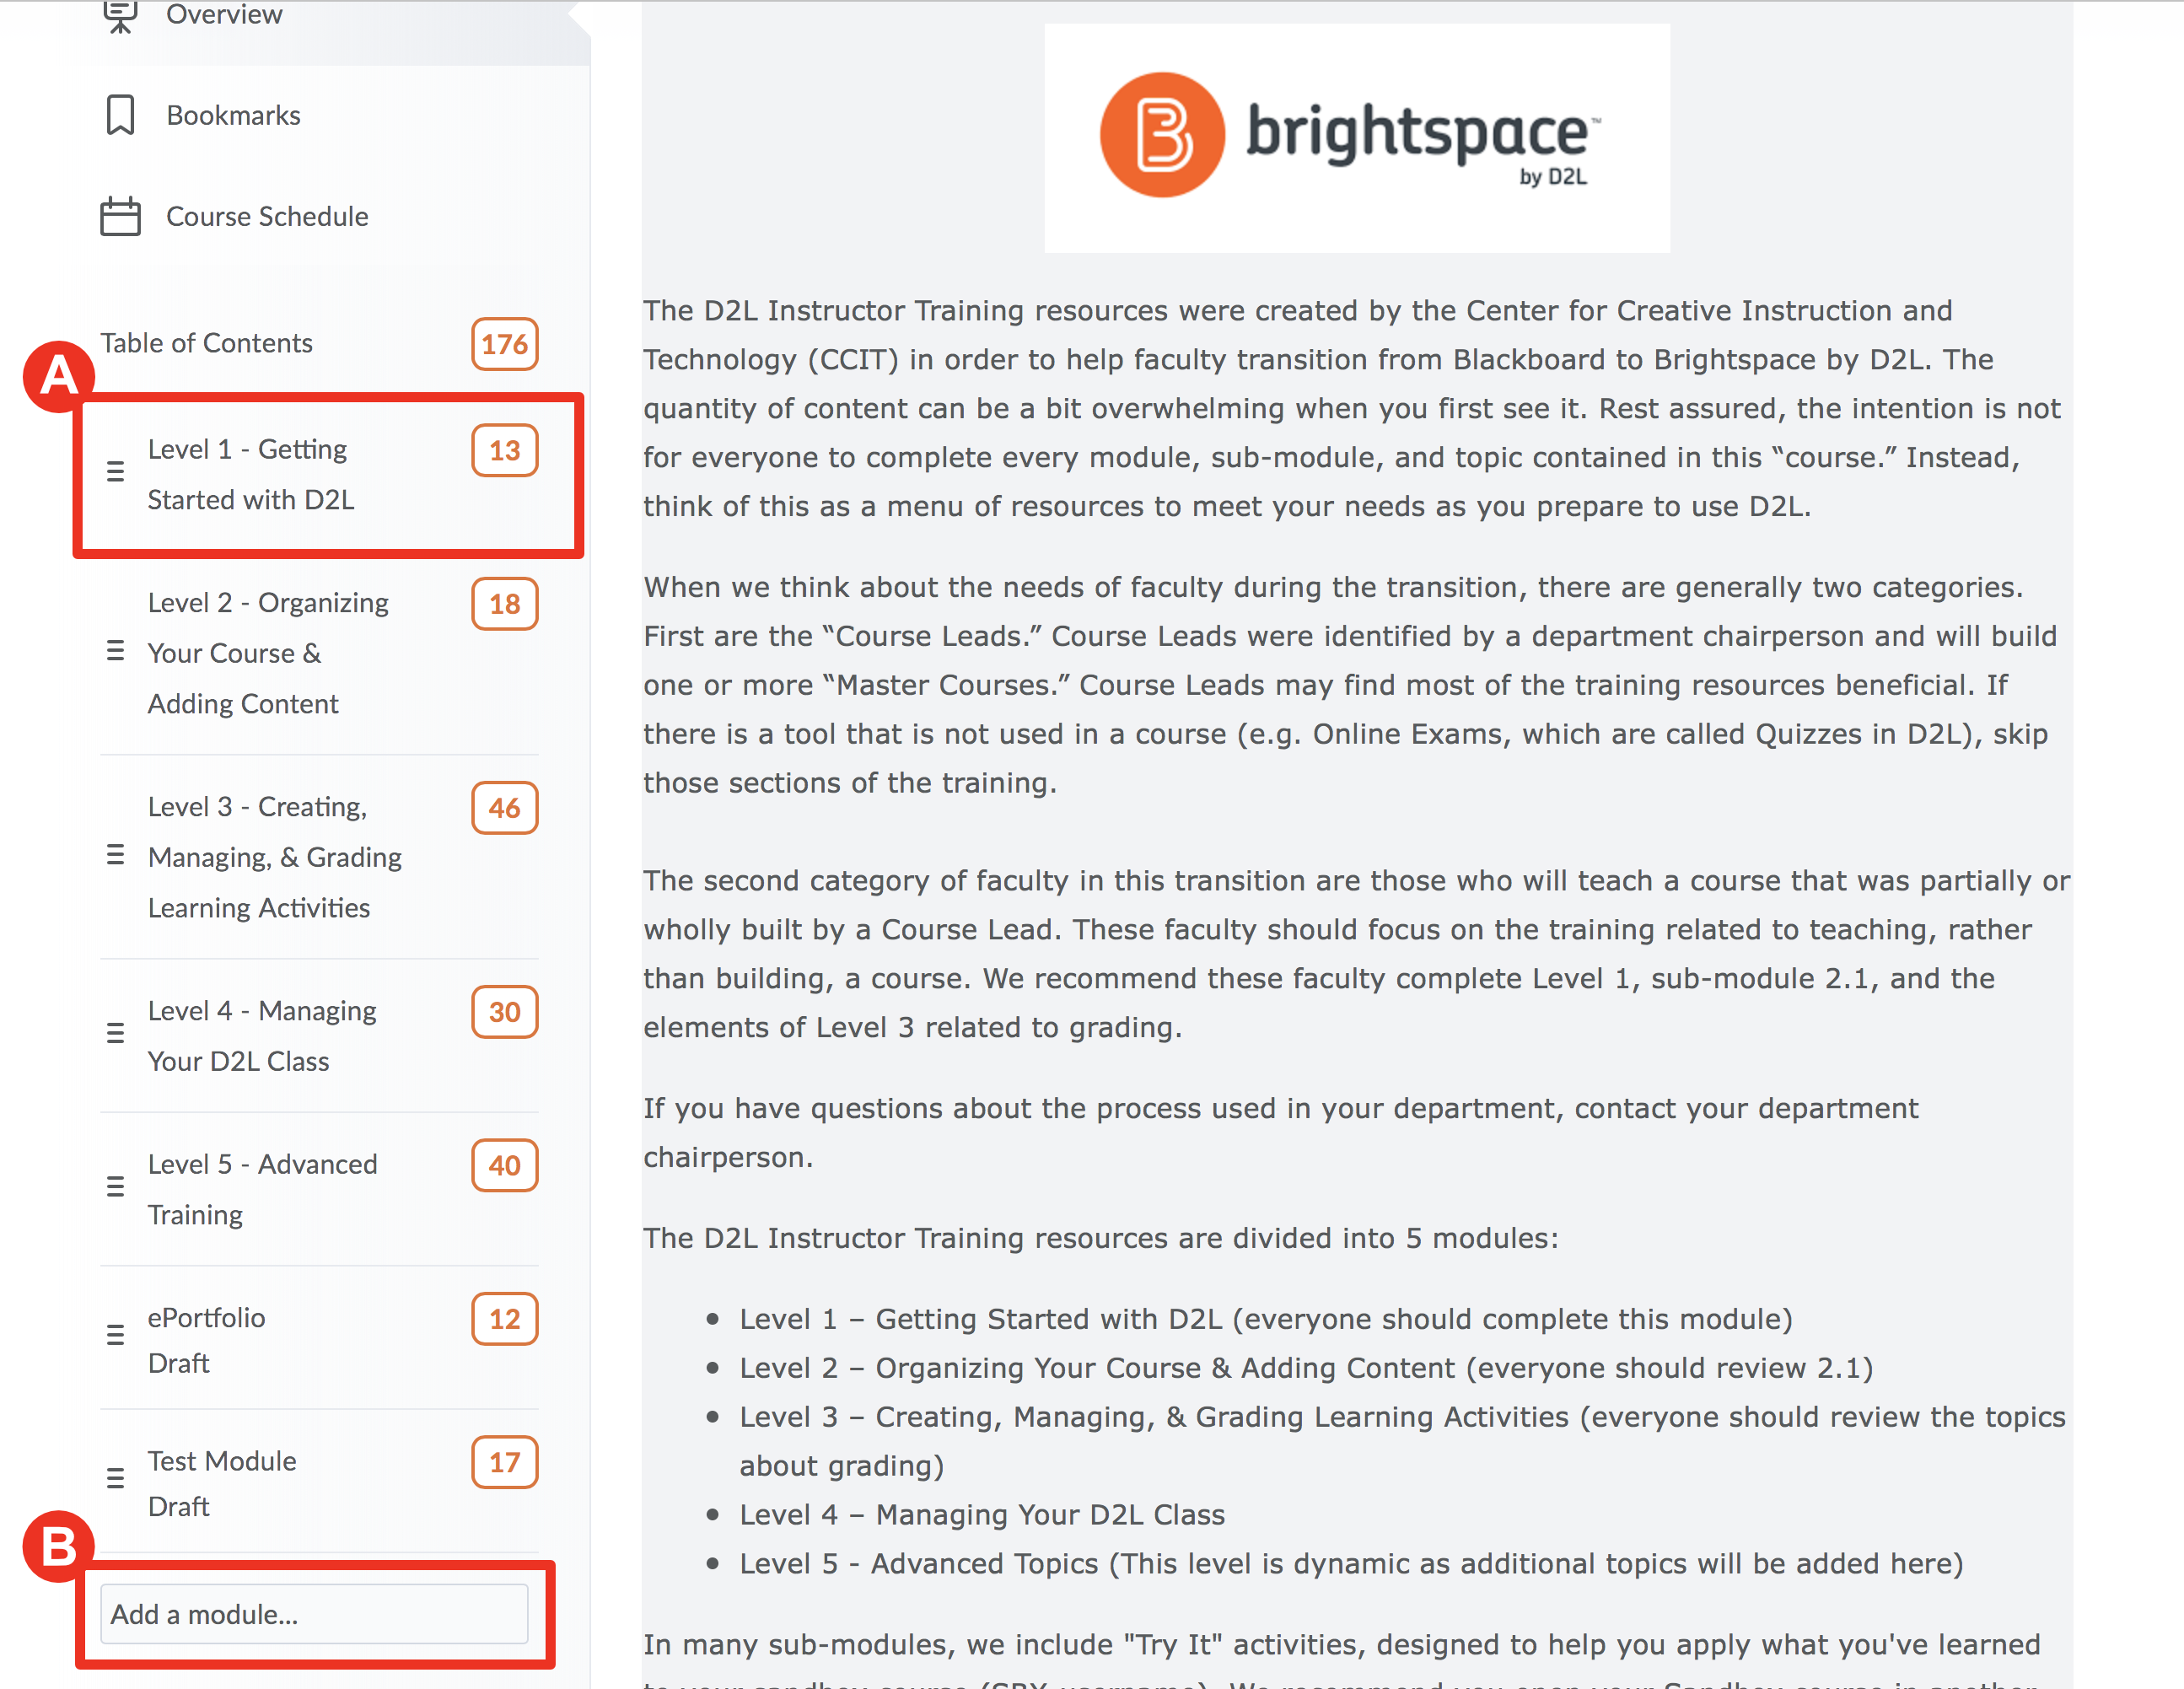 Overview
Bookmarks
Course Schedule
Table of Contents 176
A
Level 1 - Getting 13
Started with D2L
Level 2 - Organizing 18
Your Course &
Adding Content
Level 3 - Creating, 46
Managing, & Grading
Learning Activities
Level 4 - Managing 30
Your D2L Class
Level 5 - Advanced 40
Training
ePortfolio 12
Draft
Test Module 17
Draft
B
Add a module...
B brightspace™
by D2L
The D2L Instructor Training resources were created by the Center for Creative Instruction and
Technology (CCIT) in order to help faculty transition from Blackboard to Brightspace by D2L. The
quantity of content can be a bit overwhelming when you first see it. Rest assured, the intention is not
for everyone to complete every module, sub-module, and topic contained in this “course.” Instead,
think of this as a menu of resources to meet your needs as you prepare to use D2L.
When we think about the needs of faculty during the transition, there are generally two categories.
First are the “Course Leads.” Course Leads were identified by a department chairperson and will build
one or more “Master Courses.” Course Leads may find most of the training resources beneficial. If
there is a tool that is not used in a course (e.g. Online Exams, which are called Quizzes in D2L), skip
those sections of the training.
The second category of faculty in this transition are those who will teach a course that was partially or
wholly built by a Course Lead. These faculty should focus on the training related to teaching, rather
than building, a course. We recommend these faculty complete Level 1, sub-module 2.1, and the
elements of Level 3 related to grading.
If you have questions about the process used in your department, contact your department
chairperson.
The D2L Instructor Training resources are divided into 5 modules:
• Level 1 – Getting Started with D2L (everyone should complete this module)
• Level 2 – Organizing Your Course & Adding Content (everyone should review 2.1)
• Level 3 – Creating, Managing, & Grading Learning Activities (everyone should review the topics
about grading)
• Level 4 – Managing Your D2L Class
• Level 5 - Advanced Topics (This level is dynamic as additional topics will be added here)
In many sub-modules, we include "Try It" activities, designed to help you apply what you've learned